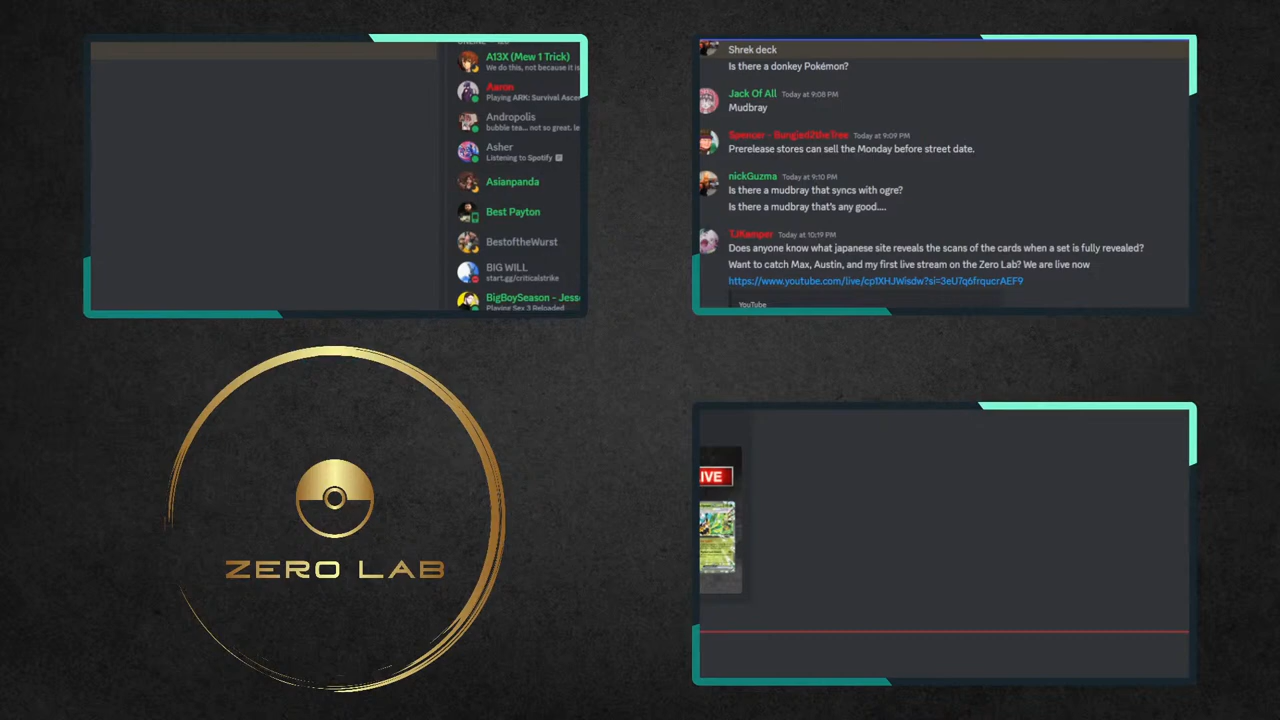 A13X (Mew 1 Trick)
We do this, not because it is
Aaron
Playing ARK: Survival Asce
Andropolis
bubble tea... not so great. le
Asher
Listening to Spotify
Asianpanda
Best Payton
BestoftheWurst
BIG WILL
start.gg/criticalstrike
BigBoySeason - Jess
Playing Sex 3 Reloaded
Shrek deck
Is there a donkey Pokémon?
Jack Of All Today at 9:08 PM
Mudbray
Spencer - Bungied2theTree Today at 9:09 PM
Prerelease stores can sell the Monday before street date.
nickGuzma Today at 9:10 PM
Is there a mudbray that syncs with ogre?
Is there a mudbray that's any good....
TJKamper Today at 10:19 PM
Does anyone know what japanese site reveals the scans of the cards when a set is fully revealed?
Want to catch Max, Austin, and my first live stream on the Zero Lab? We are live now
https://www.youtube.com/live/cp1XHJWisdw?si=3eU7q6frqucrAEF9
YouTube
ZERO LAB
IVE